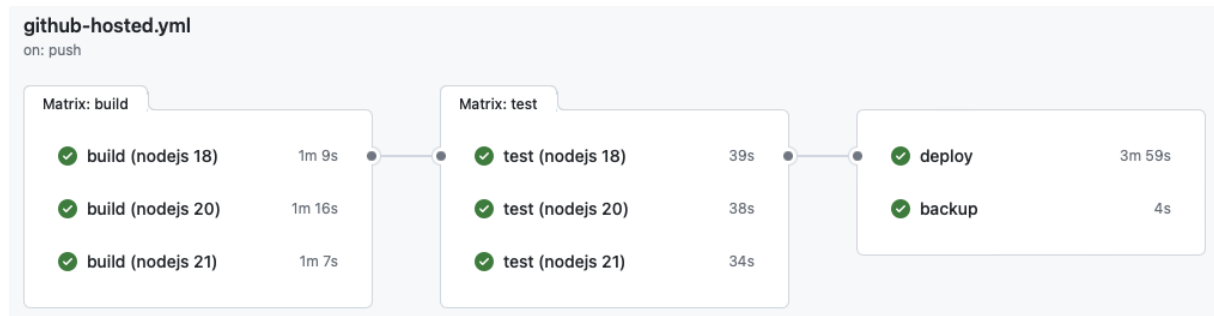 github-hosted.yml
on: push
Matrix: build
build (nodejs 18) 1m 9s
build (nodejs 20) 1m 16s
build (nodejs 21) 1m 7s
Matrix: test
test (nodejs 18) 39s
test (nodejs 20) 38s
test (nodejs 21) 34s
deploy 3m 59s
backup 4s